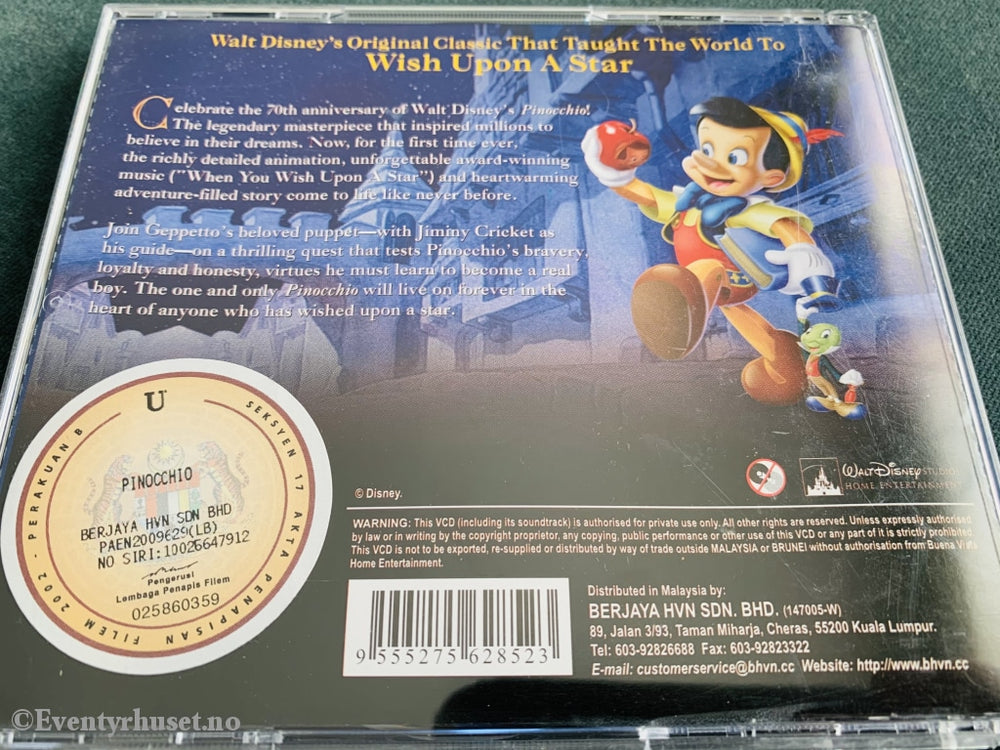 Walt Disney's Original Classic That Taught The World To
Wish Upon A Star
Celebrate the 70th anniversary of Walt Disney's Pinocchio!
The legendary masterpiece that inspired millions to
believe in their dreams. Now, for the first time ever,
the richly detailed animation, unforgettable award-winning
music ("When You Wish Upon A Star") and heartwarming
adventure-filled story come to life like never before.
Join Geppetto's beloved puppet—with Jiminy Cricket as
his guide—on a thrilling quest that tests Pinocchio's bravery,
loyalty and honesty, virtues he must learn to become a real
boy. The one and only Pinocchio will live on forever in the
heart of anyone who has wished upon a star.
U
2002 · PERAKUAN B
SEKSYEN 17 AKTA PENAPISAN FILEM
PINOCCHIO
BERJAYA HVN SDN BHD
PAEN2009629(LB)
NO SIRI:10026647912
Pengerusi
Lembaga Penapis Filem
025860359
© Disney.
WALT DISNEY STUDIOS
HOME ENTERTAINMENT
WARNING: This VCD (including its soundtrack) is authorised for private use only. All other rights are reserved. Unless expressly authorised
by law or in writing by the copyright proprietor, any copying, public performance or other use of this VCD or any part of it is strictly prohibited.
This VCD is not to be exported, re-supplied or distributed by way of trade outside MALAYSIA or BRUNEI without authorisation from Buena Vista
Home Entertainment.
9 555275 628523
Distributed in Malaysia by:
BERJAYA HVN SDN. BHD. (147005-W)
89, Jalan 3/93, Taman Miharja, Cheras, 55200 Kuala Lumpur.
Tel: 603-92826688 Fax: 603-92823322
E-mail: customerservice@bhvn.cc Website: http://www.bhvn.cc
©Eventyrhuset.no